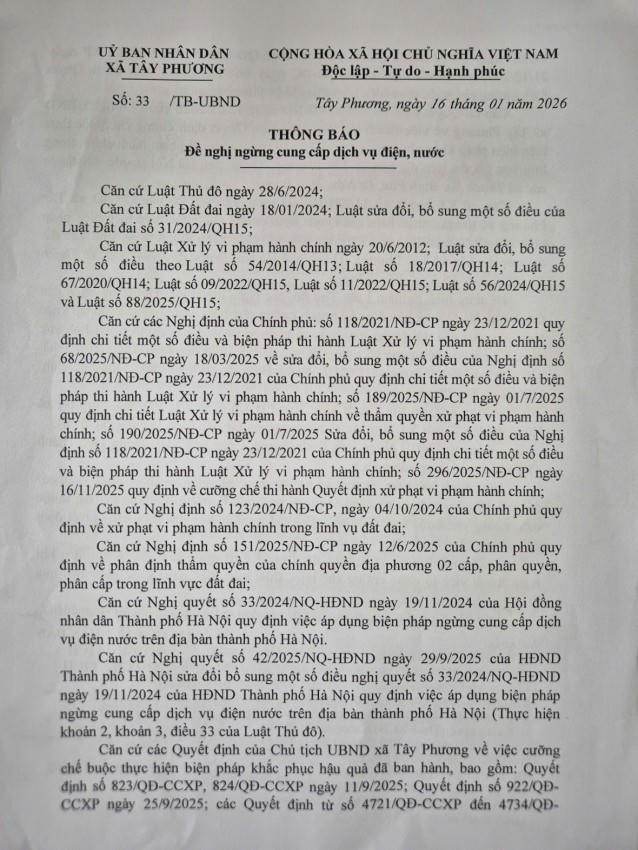 UỶ BAN NHÂN DÂN
XÃ TÂY PHƯƠNG
CỘNG HÒA XÃ HỘI CHỦ NGHĨA VIỆT NAM
Độc lập - Tự do - Hạnh phúc
Số: 33 /TB-UBND
Tây Phương, ngày 16 tháng 01 năm 2026
THÔNG BÁO
Đề nghị ngừng cung cấp dịch vụ điện, nước
Căn cứ Luật Thủ đô ngày 28/6/2024;
Căn cứ Luật Đất đai ngày 18/01/2024; Luật sửa đổi, bổ sung một số điều của
Luật Đất đai số 31/2024/QH15;
Căn cứ Luật Xử lý vi phạm hành chính ngày 20/6/2012; Luật sửa đổi, bổ sung
một số điều theo Luật số 54/2014/QH13; Luật số 18/2017/QH14; Luật số
67/2020/QH14; Luật số 09/2022/QH15, Luật số 11/2022/QH15; Luật số 56/2024/QH15
và Luật số 88/2025/QH15;
Căn cứ các Nghị định của Chính phủ: số 118/2021/NĐ-CP ngày 23/12/2021 quy
định chi tiết một số điều và biện pháp thi hành Luật Xử lý vi phạm hành chính; số
68/2025/NĐ-CP ngày 18/03/2025 về sửa đổi, bổ sung một số điều của Nghị định số
118/2021/NĐ-CP ngày 23/12/2021 của Chính phủ quy định chi tiết một số điều và biện
pháp thi hành Luật Xử lý vi phạm hành chính; số 189/2025/NĐ-CP ngày 01/7/2025
quy định chi tiết Luật Xử lý vi phạm hành chính về thẩm quyền xử phạt vi phạm hành
chính; số 190/2025/NĐ-CP ngày 01/7/2025 Sửa đổi, bổ sung một số điều của Nghị
định số 118/2021/NĐ-CP ngày 23/12/2021 của Chính phủ quy định chi tiết một số điều
và biện pháp thi hành Luật Xử lý vi phạm hành chính; số 296/2025/NĐ-CP ngày
16/11/2025 quy định về cưỡng chế thi hành Quyết định xử phạt vi phạm hành chính;
Căn cứ Nghị định số 123/2024/NĐ-CP, ngày 04/10/2024 của Chính phủ quy
định về xử phạt vi phạm hành chính trong lĩnh vụ đất đai;
Căn cứ Nghị định số 151/2025/NĐ-CP ngày 12/6/2025 của Chính phủ quy
định về phân định thẩm quyền của chính quyền địa phương 02 cấp, phân quyền,
phân cấp trong lĩnh vực đất đai;
Căn cứ Nghị quyết số 33/2024/NQ-HĐND ngày 19/11/2024 của Hội đồng
nhân dân Thành phố Hà Nội quy định việc áp dụng biện pháp ngừng cung cấp dịch
vụ điện nước trên địa bàn thành phố Hà Nội.
Căn cứ Nghị quyết số 42/2025/NQ-HĐND ngày 29/9/2025 của HĐND
Thành phố Hà Nội sửa đổi bổ sung một số điều nghị quyết số 33/2024/NQ-HĐND
ngày 19/11/2024 của HĐND Thành phố Hà Nội quy định việc áp dụng biện pháp
ngừng cung cấp dịch vụ điện nước trên địa bàn thành phố Hà Nội (Thực hiện
khoản 2, khoản 3, điều 33 của Luật Thủ đô).
Căn cứ các Quyết định của Chủ tịch UBND xã Tây Phương về việc cưỡng
chế buộc thực hiện biện pháp khắc phục hậu quả đã ban hành, bao gồm: Quyết
định số 823/QĐ-CCXP, 824/QĐ-CCXP ngày 11/9/2025; Quyết định số 922/QĐ-
CCXP ngày 25/9/2025; các Quyết định từ số 4721/QĐ-CCXP đến 4734/QĐ-